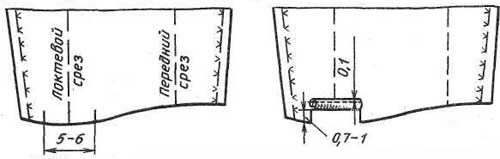 Локтевой
срез
Передний
срез
5-6
0,1
0,7-1